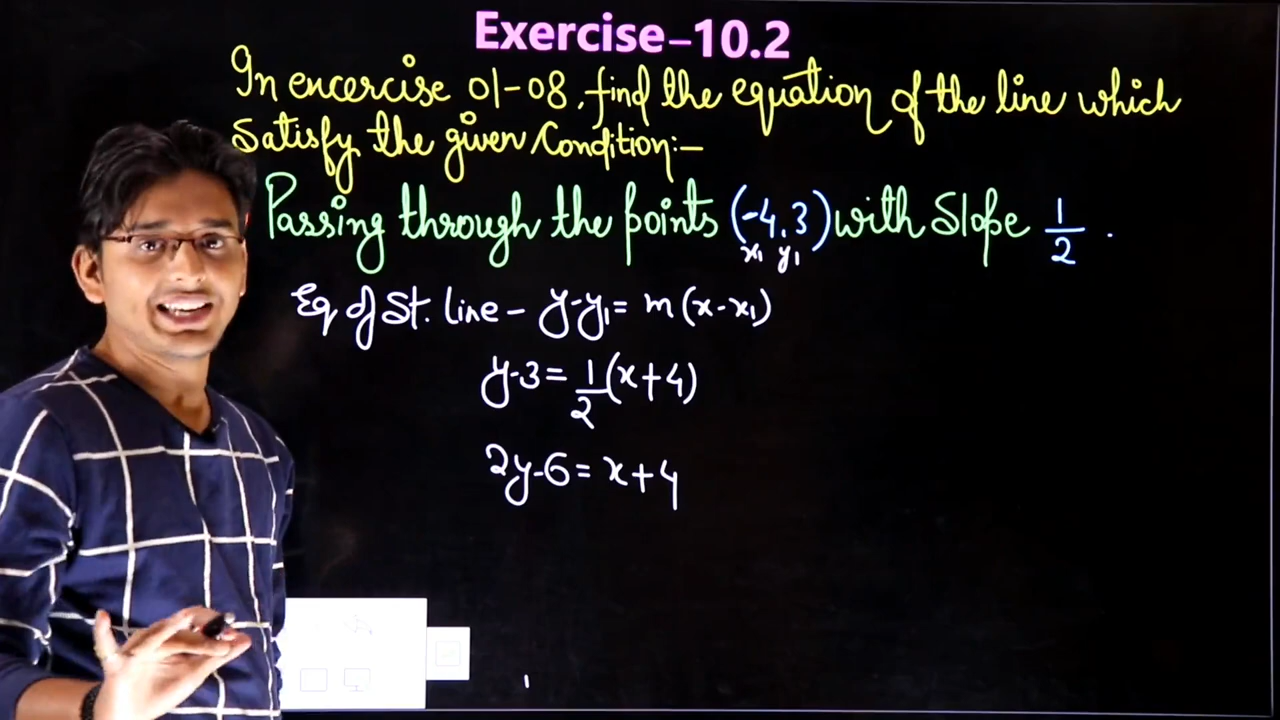 Exercise–10.2
In encercise 01-08, find the equation of the line which
satisfy the given Condition:-
Passing through the points (-4, 3) with Slope 1/2 .
x₁ y₁
Eq of St. line - y-y₁ = m(x-x₁)
y-3 = 1/2 (x+4)
2y-6 = x+4